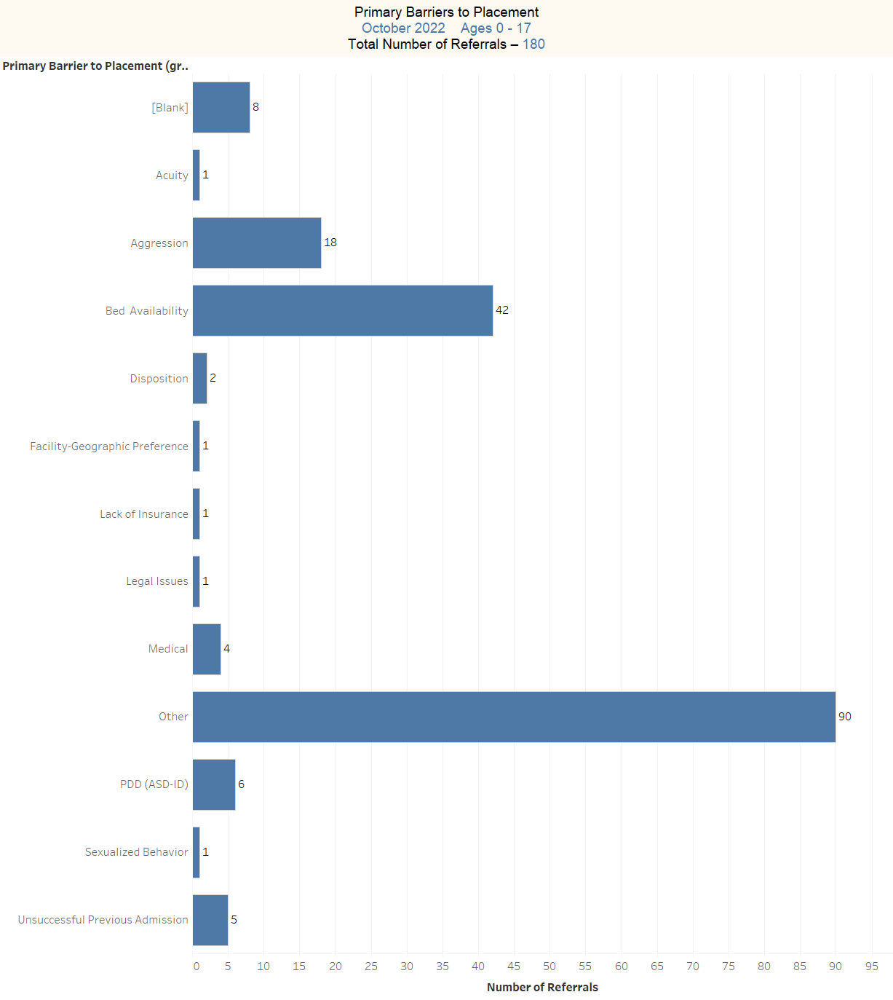 Primary Barriers to Placement
October 2022 Ages 0 - 17
Total Number of Referrals – 180
Primary Barrier to Placement (gr..
[Blank] 8
Acuity 1
Aggression 18
Bed Availability 42
Disposition 2
Facility-Geographic Preference 1
Lack of Insurance 1
Legal Issues 1
Medical 4
Other 90
PDD (ASD-ID) 6
Sexualized Behavior 1
Unsuccessful Previous Admission 5
0 5 10 15 20 25 30 35 40 45 50 55 60 65 70 75 80 85 90 95
Number of Referrals